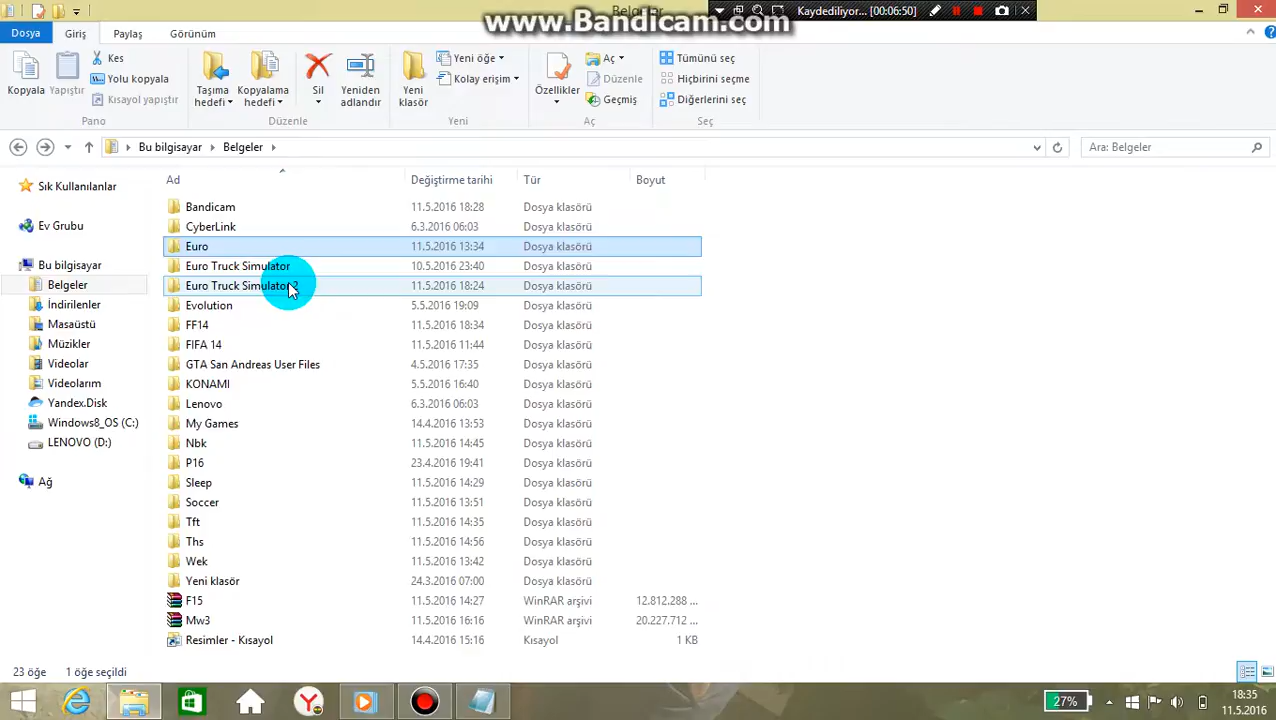 Belgeler
www.Bandicam.com
Kaydediliyor... [00:06:50]
Dosya Giriş Paylaş Görünüm
Kopyala
Yapıştır
Kes
Yolu kopyala
Kısayol yapıştır
Pano
Taşıma hedefi
Kopyalama hedefi
Sil
Yeniden adlandır
Düzenle
Yeni klasör
Yeni öğe
Kolay erişim
Yeni
Özellikler
Aç
Düzenle
Geçmiş
Aç
Tümünü seç
Hiçbirini seçme
Diğerlerini seç
Seç
Bu bilgisayar Belgeler
Ara: Belgeler
Sık Kullanılanlar
Ev Grubu
Bu bilgisayar
Belgeler
İndirilenler
Masaüstü
Müzikler
Videolar
Videolarım
Yandex.Disk
Windows8_OS (C:)
LENOVO (D:)
Ağ
Ad Değiştirme tarihi Tür Boyut
Bandicam 11.5.2016 18:28 Dosya klasörü
CyberLink 6.3.2016 06:03 Dosya klasörü
Euro 11.5.2016 13:34 Dosya klasörü
Euro Truck Simulator 10.5.2016 23:40 Dosya klasörü
Euro Truck Simulator 2 11.5.2016 18:24 Dosya klasörü
Evolution 5.5.2016 19:09 Dosya klasörü
FF14 11.5.2016 18:34 Dosya klasörü
FIFA 14 11.5.2016 11:44 Dosya klasörü
GTA San Andreas User Files 4.5.2016 17:35 Dosya klasörü
KONAMI 5.5.2016 16:40 Dosya klasörü
Lenovo 6.3.2016 06:03 Dosya klasörü
My Games 14.4.2016 13:53 Dosya klasörü
Nbk 11.5.2016 14:45 Dosya klasörü
P16 23.4.2016 19:41 Dosya klasörü
Sleep 11.5.2016 14:29 Dosya klasörü
Soccer 11.5.2016 13:51 Dosya klasörü
Tft 11.5.2016 14:35 Dosya klasörü
Ths 11.5.2016 14:56 Dosya klasörü
Wek 11.5.2016 13:42 Dosya klasörü
Yeni klasör 24.3.2016 07:00 Dosya klasörü
F15 11.5.2016 14:27 WinRAR arşivi 12.812.288 ...
Mw3 11.5.2016 16:16 WinRAR arşivi 20.227.712 ...
Resimler - Kısayol 14.4.2016 15:16 Kısayol 1 KB
23 öğe 1 öğe seçildi
27%
18:35
11.5.2016